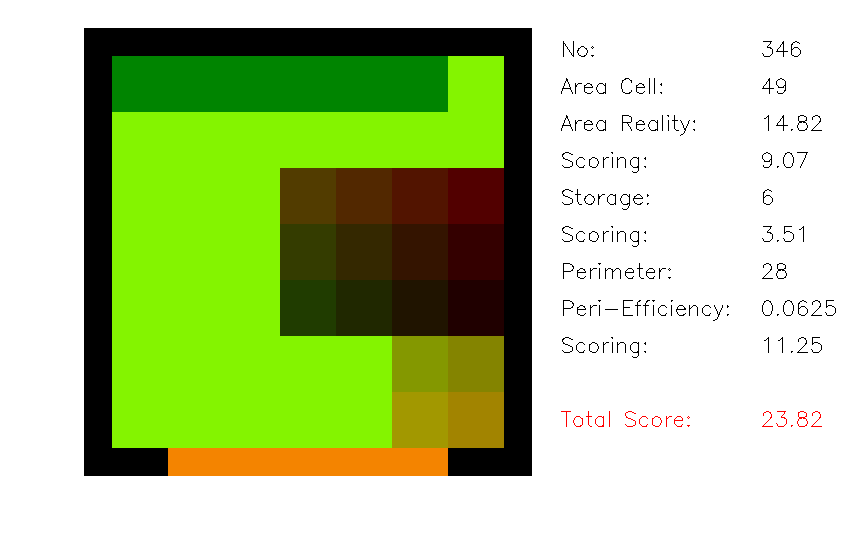 No: 346
Area Cell: 49
Area Reality: 14.82
Scoring: 9.07
Storage: 6
Scoring: 3.51
Perimeter: 28
Peri-Efficiency: 0.0625
Scoring: 11.25
Total Score: 23.82